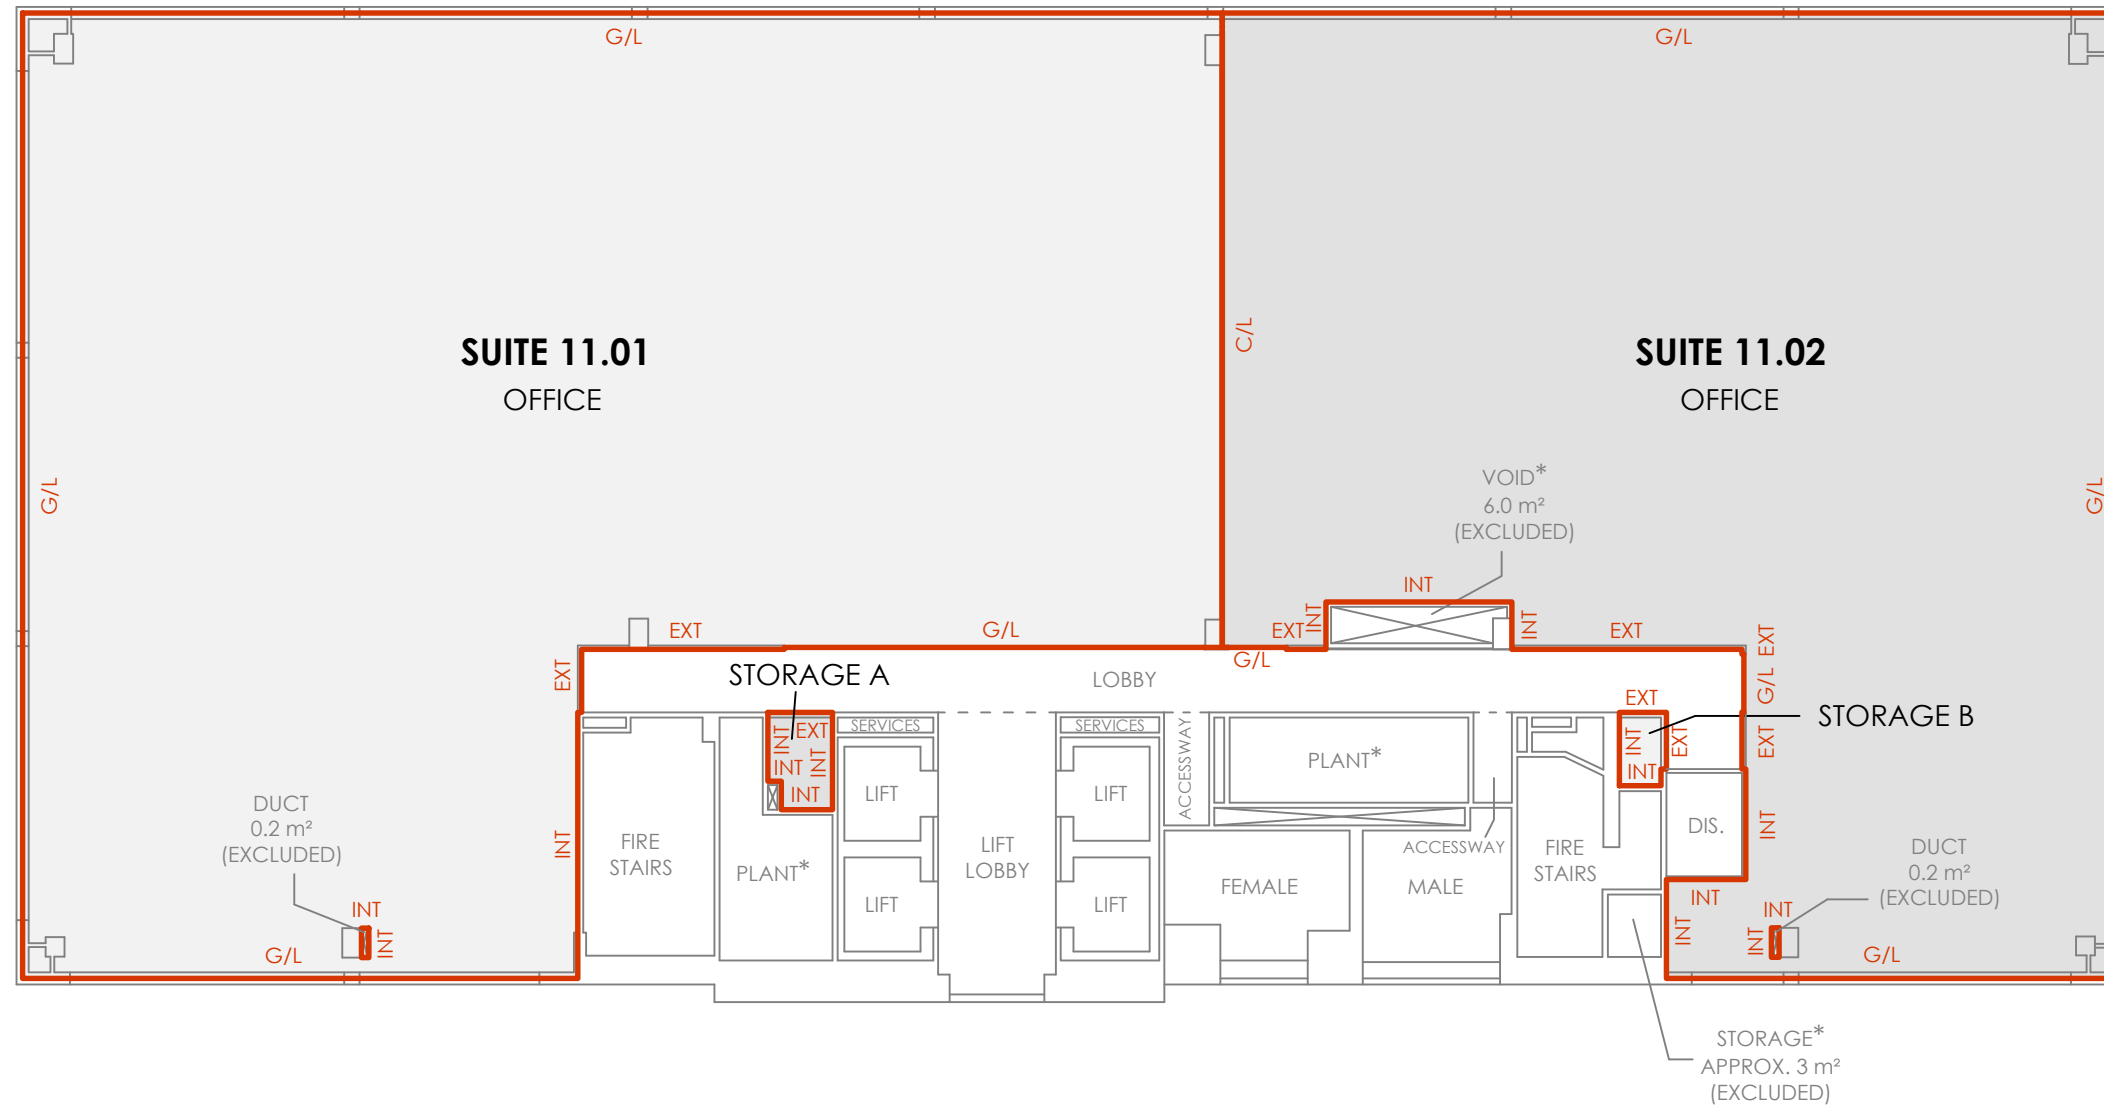 G/L
G/L
SUITE 11.01
OFFICE
C/L
SUITE 11.02
OFFICE
G/L
G/L
VOID*
6.0 m²
(EXCLUDED)
INT
INT
INT
EXT
G/L
EXT
G/L
EXT
EXT
G/L
EXT
EXT
STORAGE A
LOBBY
EXT
STORAGE B
INT
EXT
INT
INT
INT
SERVICES
SERVICES
ACCESSWAY
PLANT*
INT
EXT
INT
LIFT
LIFT
DUCT
0.2 m²
(EXCLUDED)
INT
FIRE
STAIRS
PLANT*
LIFT
LOBBY
ACCESSWAY
FIRE
STAIRS
DIS.
INT
DUCT
0.2 m²
(EXCLUDED)
LIFT
LIFT
FEMALE
MALE
INT
INT
INT
INT
INT
INT
G/L
G/L
STORAGE*
APPROX. 3 m²
(EXCLUDED)